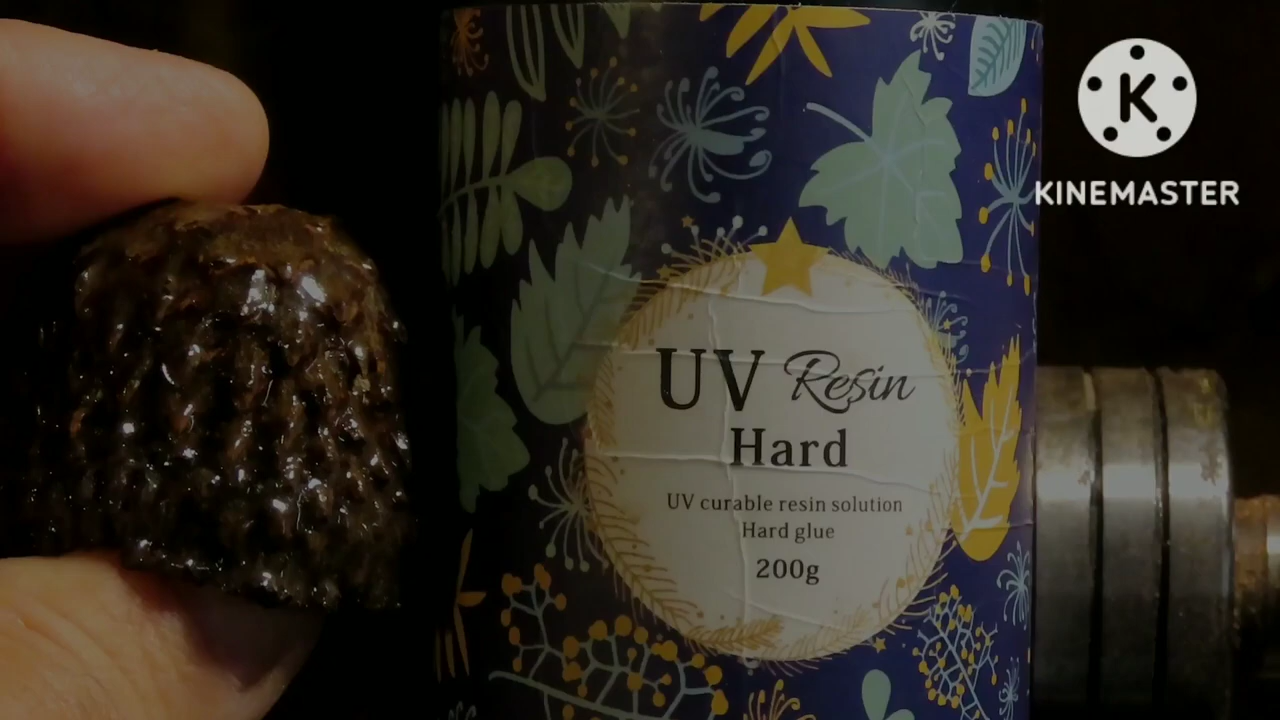 UV Resin
Hard
UV curable resin solution
Hard glue
200g
K
KINEMASTER